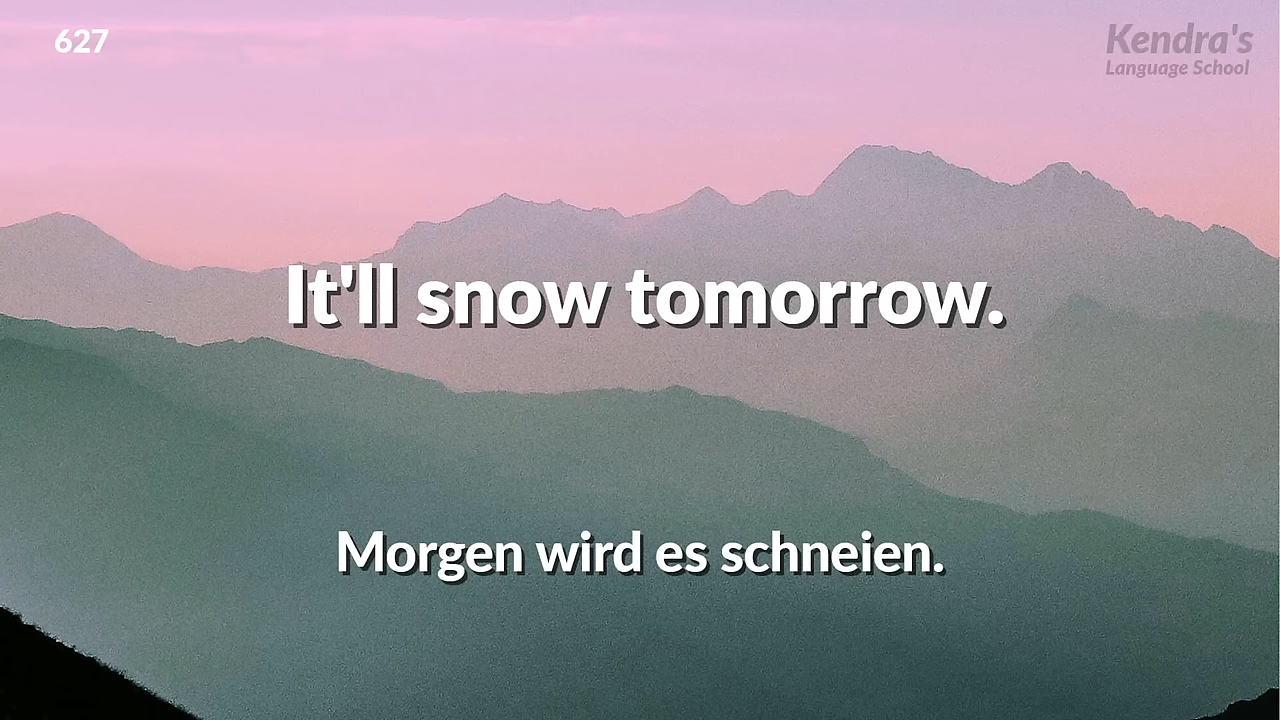 627
Kendra's
Language School
It'll snow tomorrow.
Morgen wird es schneien.